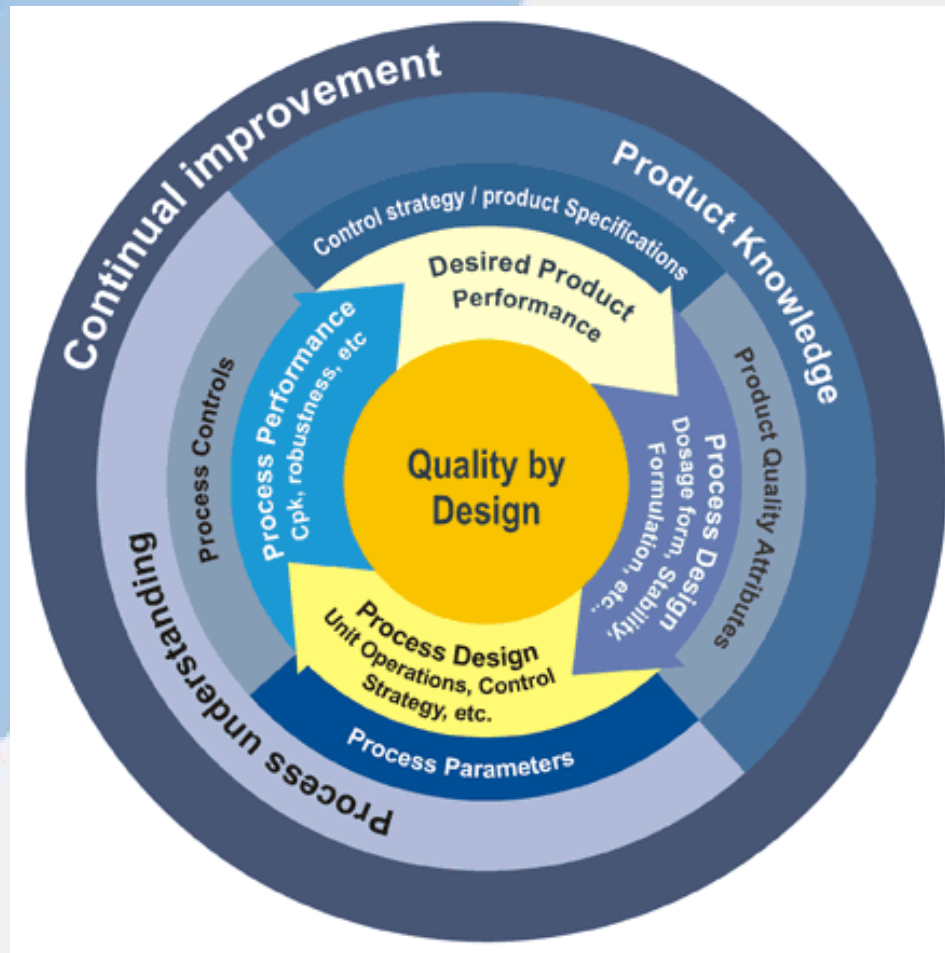 Continual improvement
Product Knowledge
Control strategy / product Specifications
Desired Product
Performance
Process Performance
Cpk, robustness, etc
Process Controls
Quality by
Design
Process Design
Dosage form, Stability,
Formulation, etc..
Product Quality Attributes
Process Design
Unit Operations, Control
Strategy, etc.
Process Parameters
Process understanding